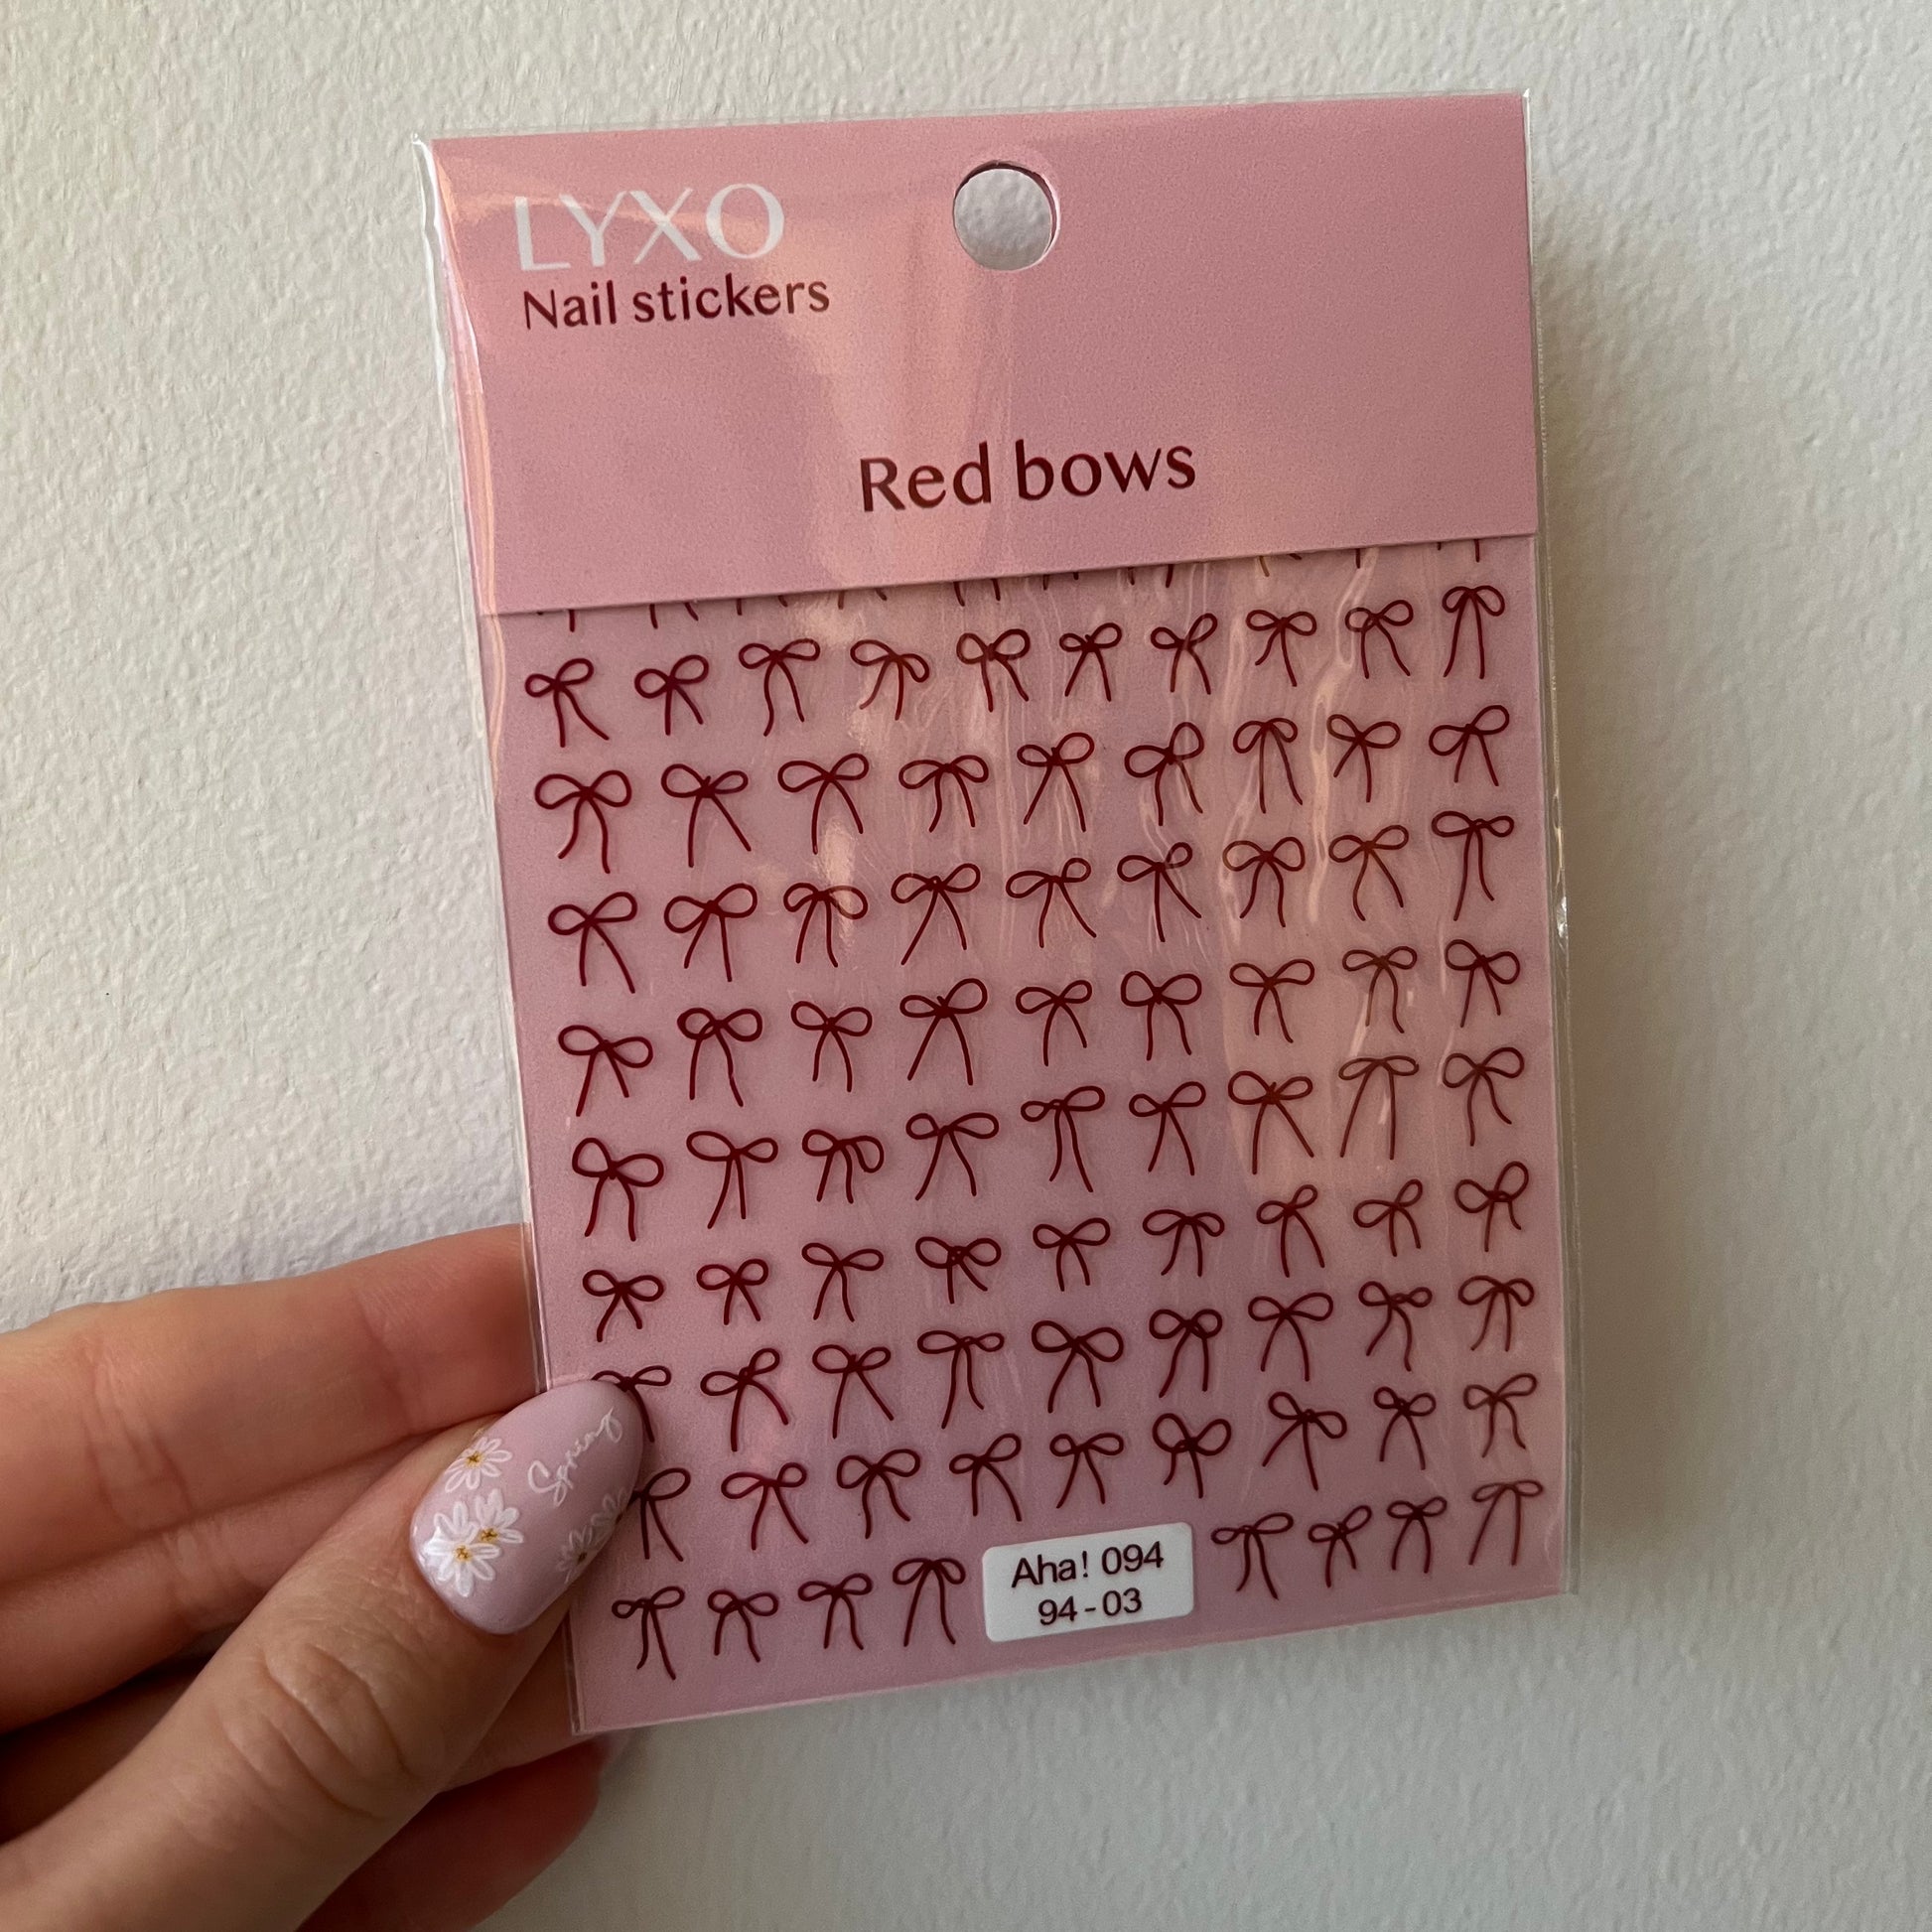 LYXO
Nail stickers
Red bows
Spring
Aha! 094
94-03